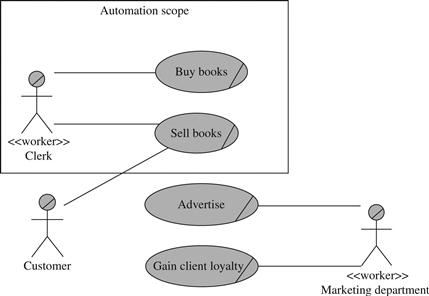 Automation scope
Buy books
<<worker>>
Clerk
Sell books
Advertise
Customer
Gain client loyalty
<<worker>>
Marketing department